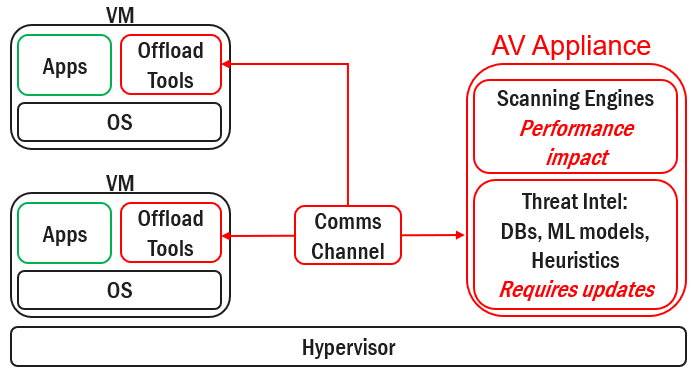 VM
Apps
Offload
Tools
OS
VM
Apps
Offload
Tools
OS
Comms
Channel
AV Appliance
Scanning Engines
Performance
impact
Threat Intel:
DBs, ML models,
Heuristics
Requires updates
Hypervisor